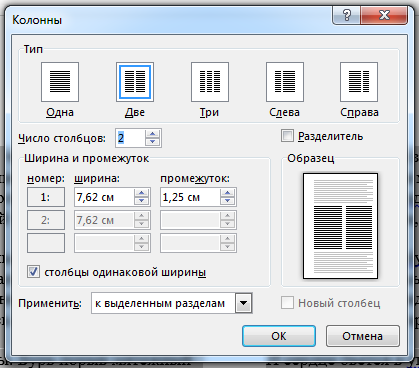 Колонны
Тип
Одна Две Три Слева Справа
Число столбцов: 2 Разделитель
Ширина и промежуток Образец
номер: ширина: промежуток:
1: 7,62 см 1,25 см
2: 7,62 см
столбцы одинаковой ширины
Применить: к выделенным разделам Новый столбец
ОК Отмена